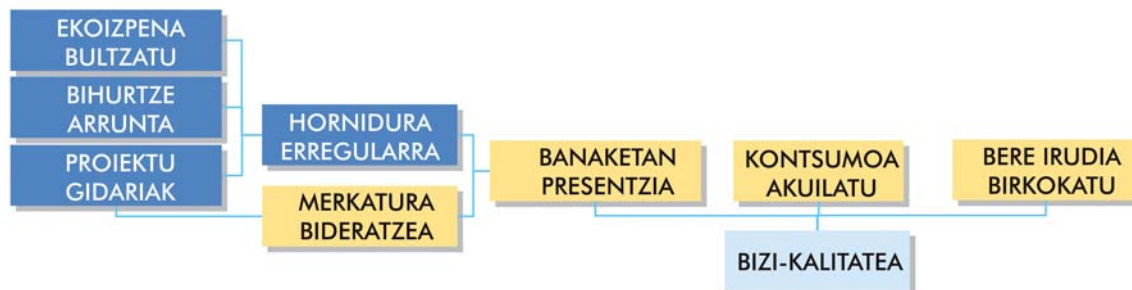 EKOIZPENA
BULTZATU
BIHURTZE
ARRUNTA
PROIEKTU
GIDARIAK
HORNIDURA
ERREGULARRA
MERKATURA
BIDERATZEA
BANAKETAN
PRESENTZIA
KONTSUMOA
AKUILATU
BERE IRUDIA
BIRKOKATU
BIZI-KALITATEA